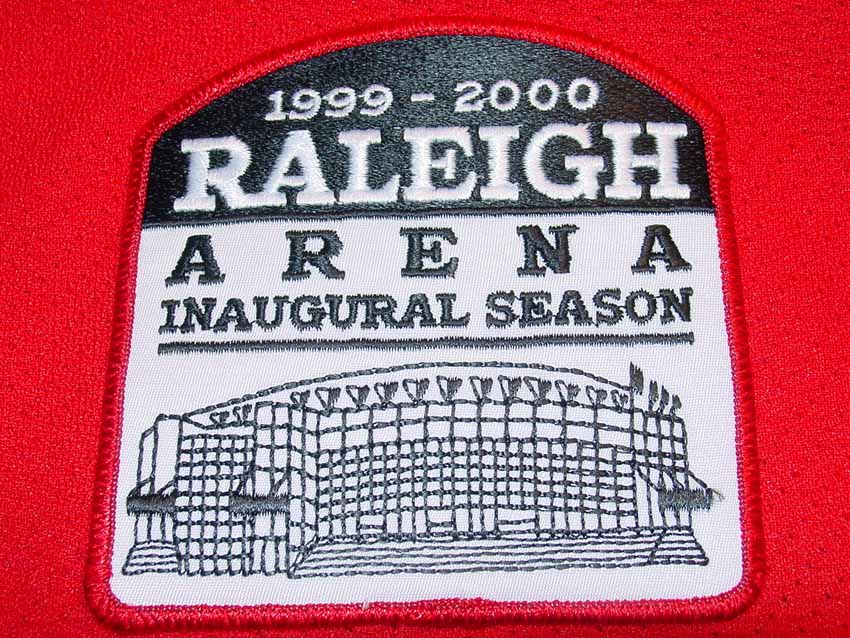 1999 - 2000
RALEIGH
ARENA
INAUGURAL SEASON